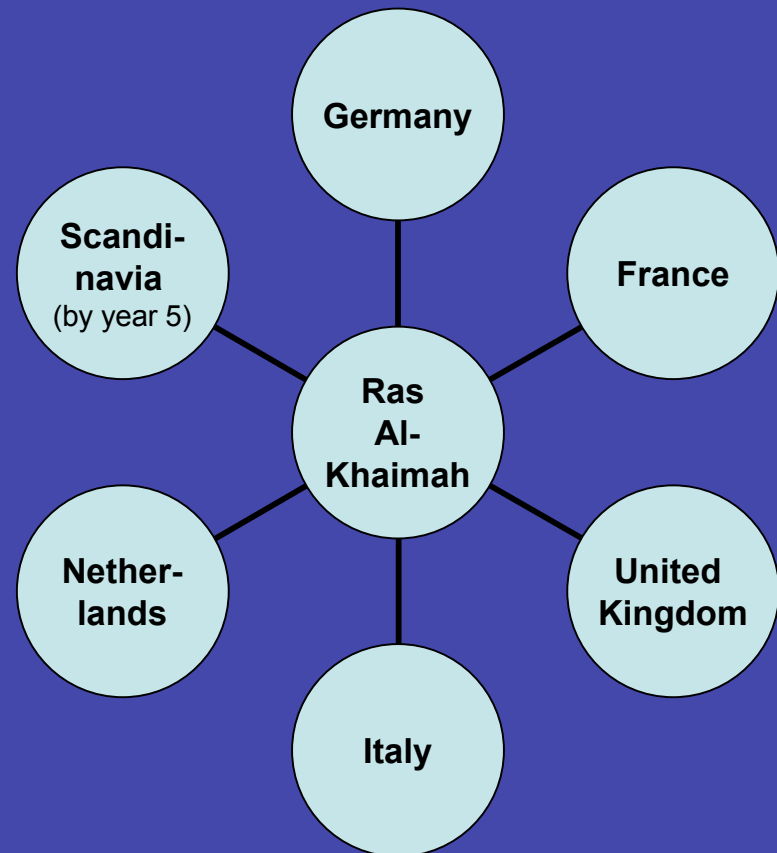 Germany
Scandi-
navia
(by year 5)
France
Ras
Al-
Khaimah
Nether-
lands
United
Kingdom
Italy